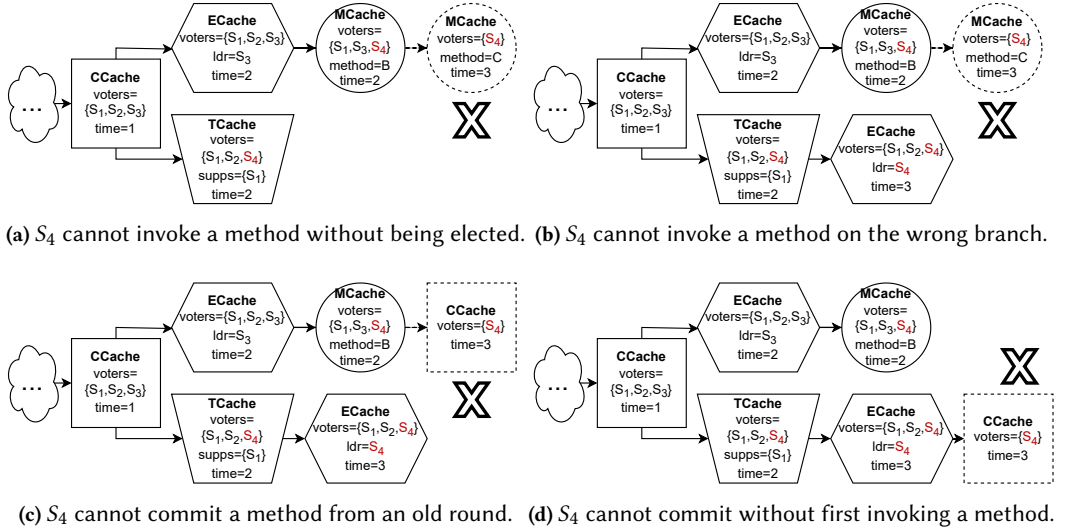 ...
CCache
voters=
{S₁,S₂,S₃}
time=1
ECache
voters={S₁,S₂,S₃}
ldr=S₃
time=2
MCache
voters=
{S₁,S₃,S₄}
method=B
time=2
MCache
voters={S₄}
method=C
time=3
X
TCache
voters=
{S₁,S₂,S₄}
supps={S₁}
time=2
(a) S₄ cannot invoke a method without being elected.
...
CCache
voters=
{S₁,S₂,S₃}
time=1
ECache
voters={S₁,S₂,S₃}
ldr=S₃
time=2
MCache
voters=
{S₁,S₃,S₄}
method=B
time=2
MCache
voters={S₄}
method=C
time=3
X
TCache
voters=
{S₁,S₂,S₄}
supps={S₁}
time=2
ECache
voters={S₁,S₂,S₄}
ldr=S₄
time=3
(b) S₄ cannot invoke a method on the wrong branch.
...
CCache
voters=
{S₁,S₂,S₃}
time=1
ECache
voters={S₁,S₂,S₃}
ldr=S₃
time=2
MCache
voters=
{S₁,S₃,S₄}
method=B
time=2
CCache
voters={S₄}
time=3
X
TCache
voters=
{S₁,S₂,S₄}
supps={S₁}
time=2
ECache
voters={S₁,S₂,S₄}
ldr=S₄
time=3
(c) S₄ cannot commit a method from an old round.
...
CCache
voters=
{S₁,S₂,S₃}
time=1
ECache
voters={S₁,S₂,S₃}
ldr=S₃
time=2
MCache
voters=
{S₁,S₃,S₄}
method=B
time=2
X
TCache
voters=
{S₁,S₂,S₄}
supps={S₁}
time=2
ECache
voters={S₁,S₂,S₄}
ldr=S₄
time=3
CCache
voters={S₄}
time=3
(d) S₄ cannot commit without first invoking a method.